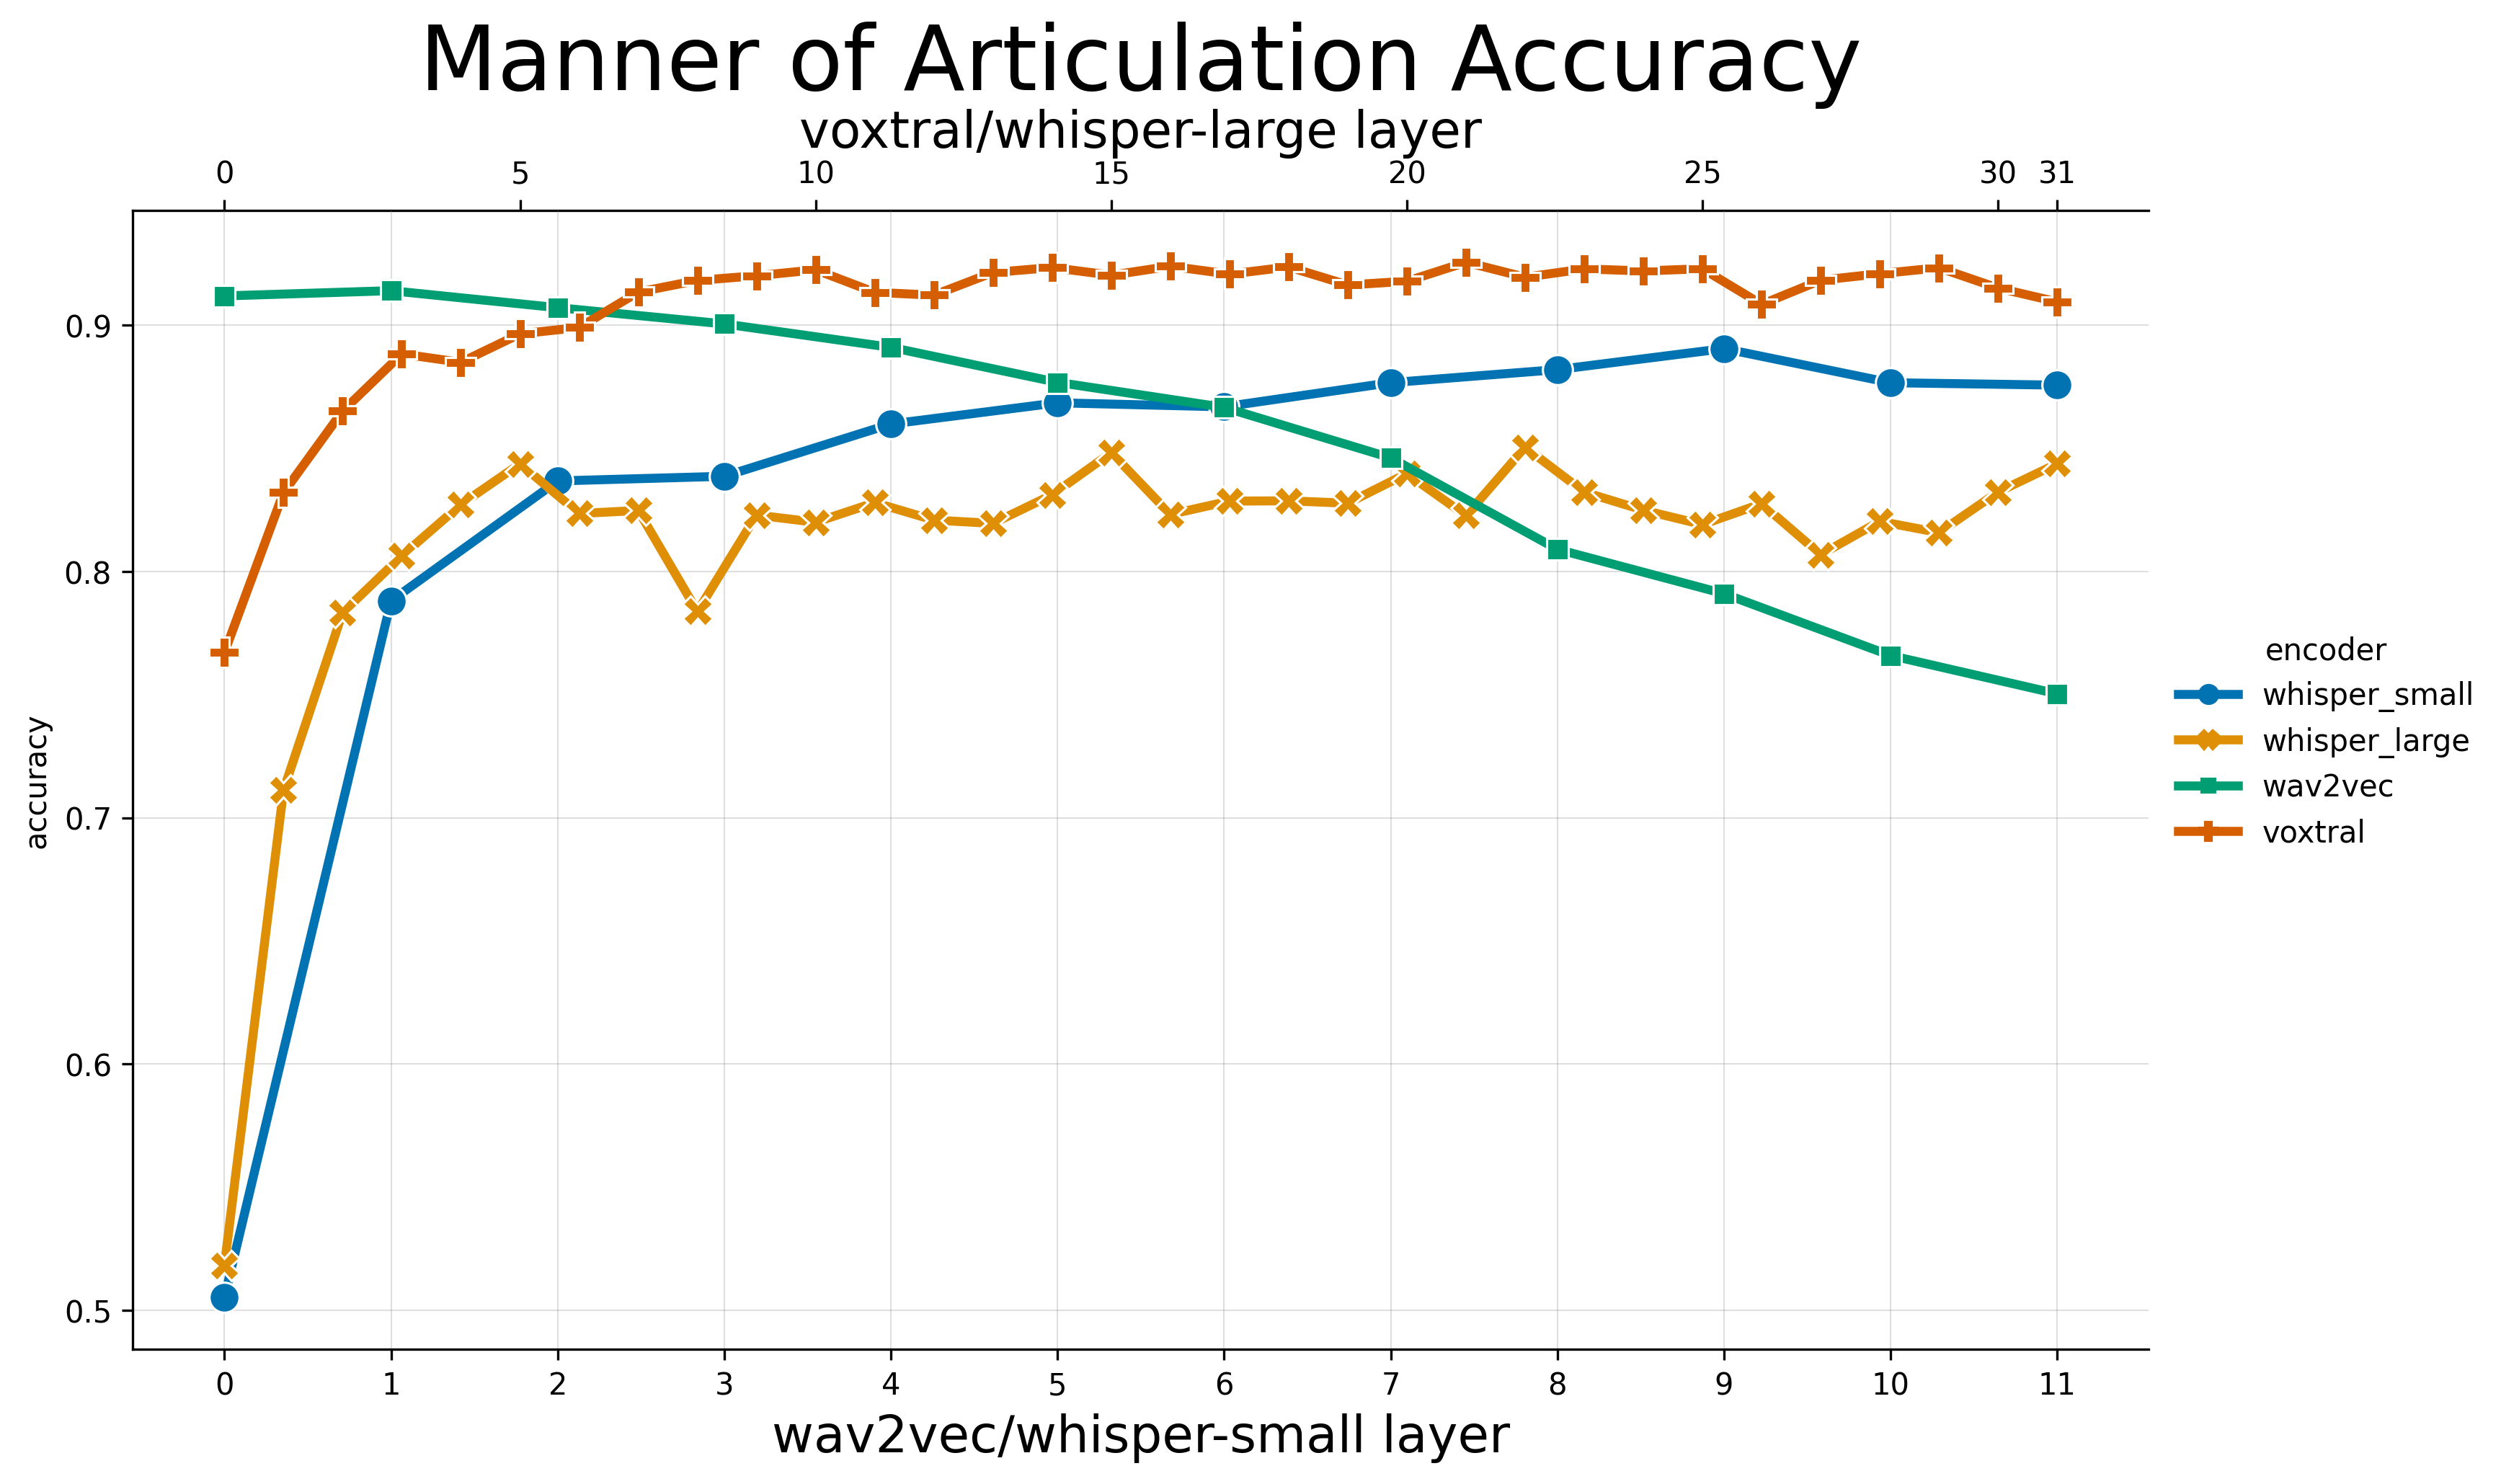 Manner of Articulation Accuracy
voxtral/whisper-large layer
0 5 10 15 20 25 30 31
0.9
0.8
0.7
0.6
0.5
accuracy
encoder
whisper_small
whisper_large
wav2vec
voxtral
0 1 2 3 4 5 6 7 8 9 10 11
wav2vec/whisper-small layer